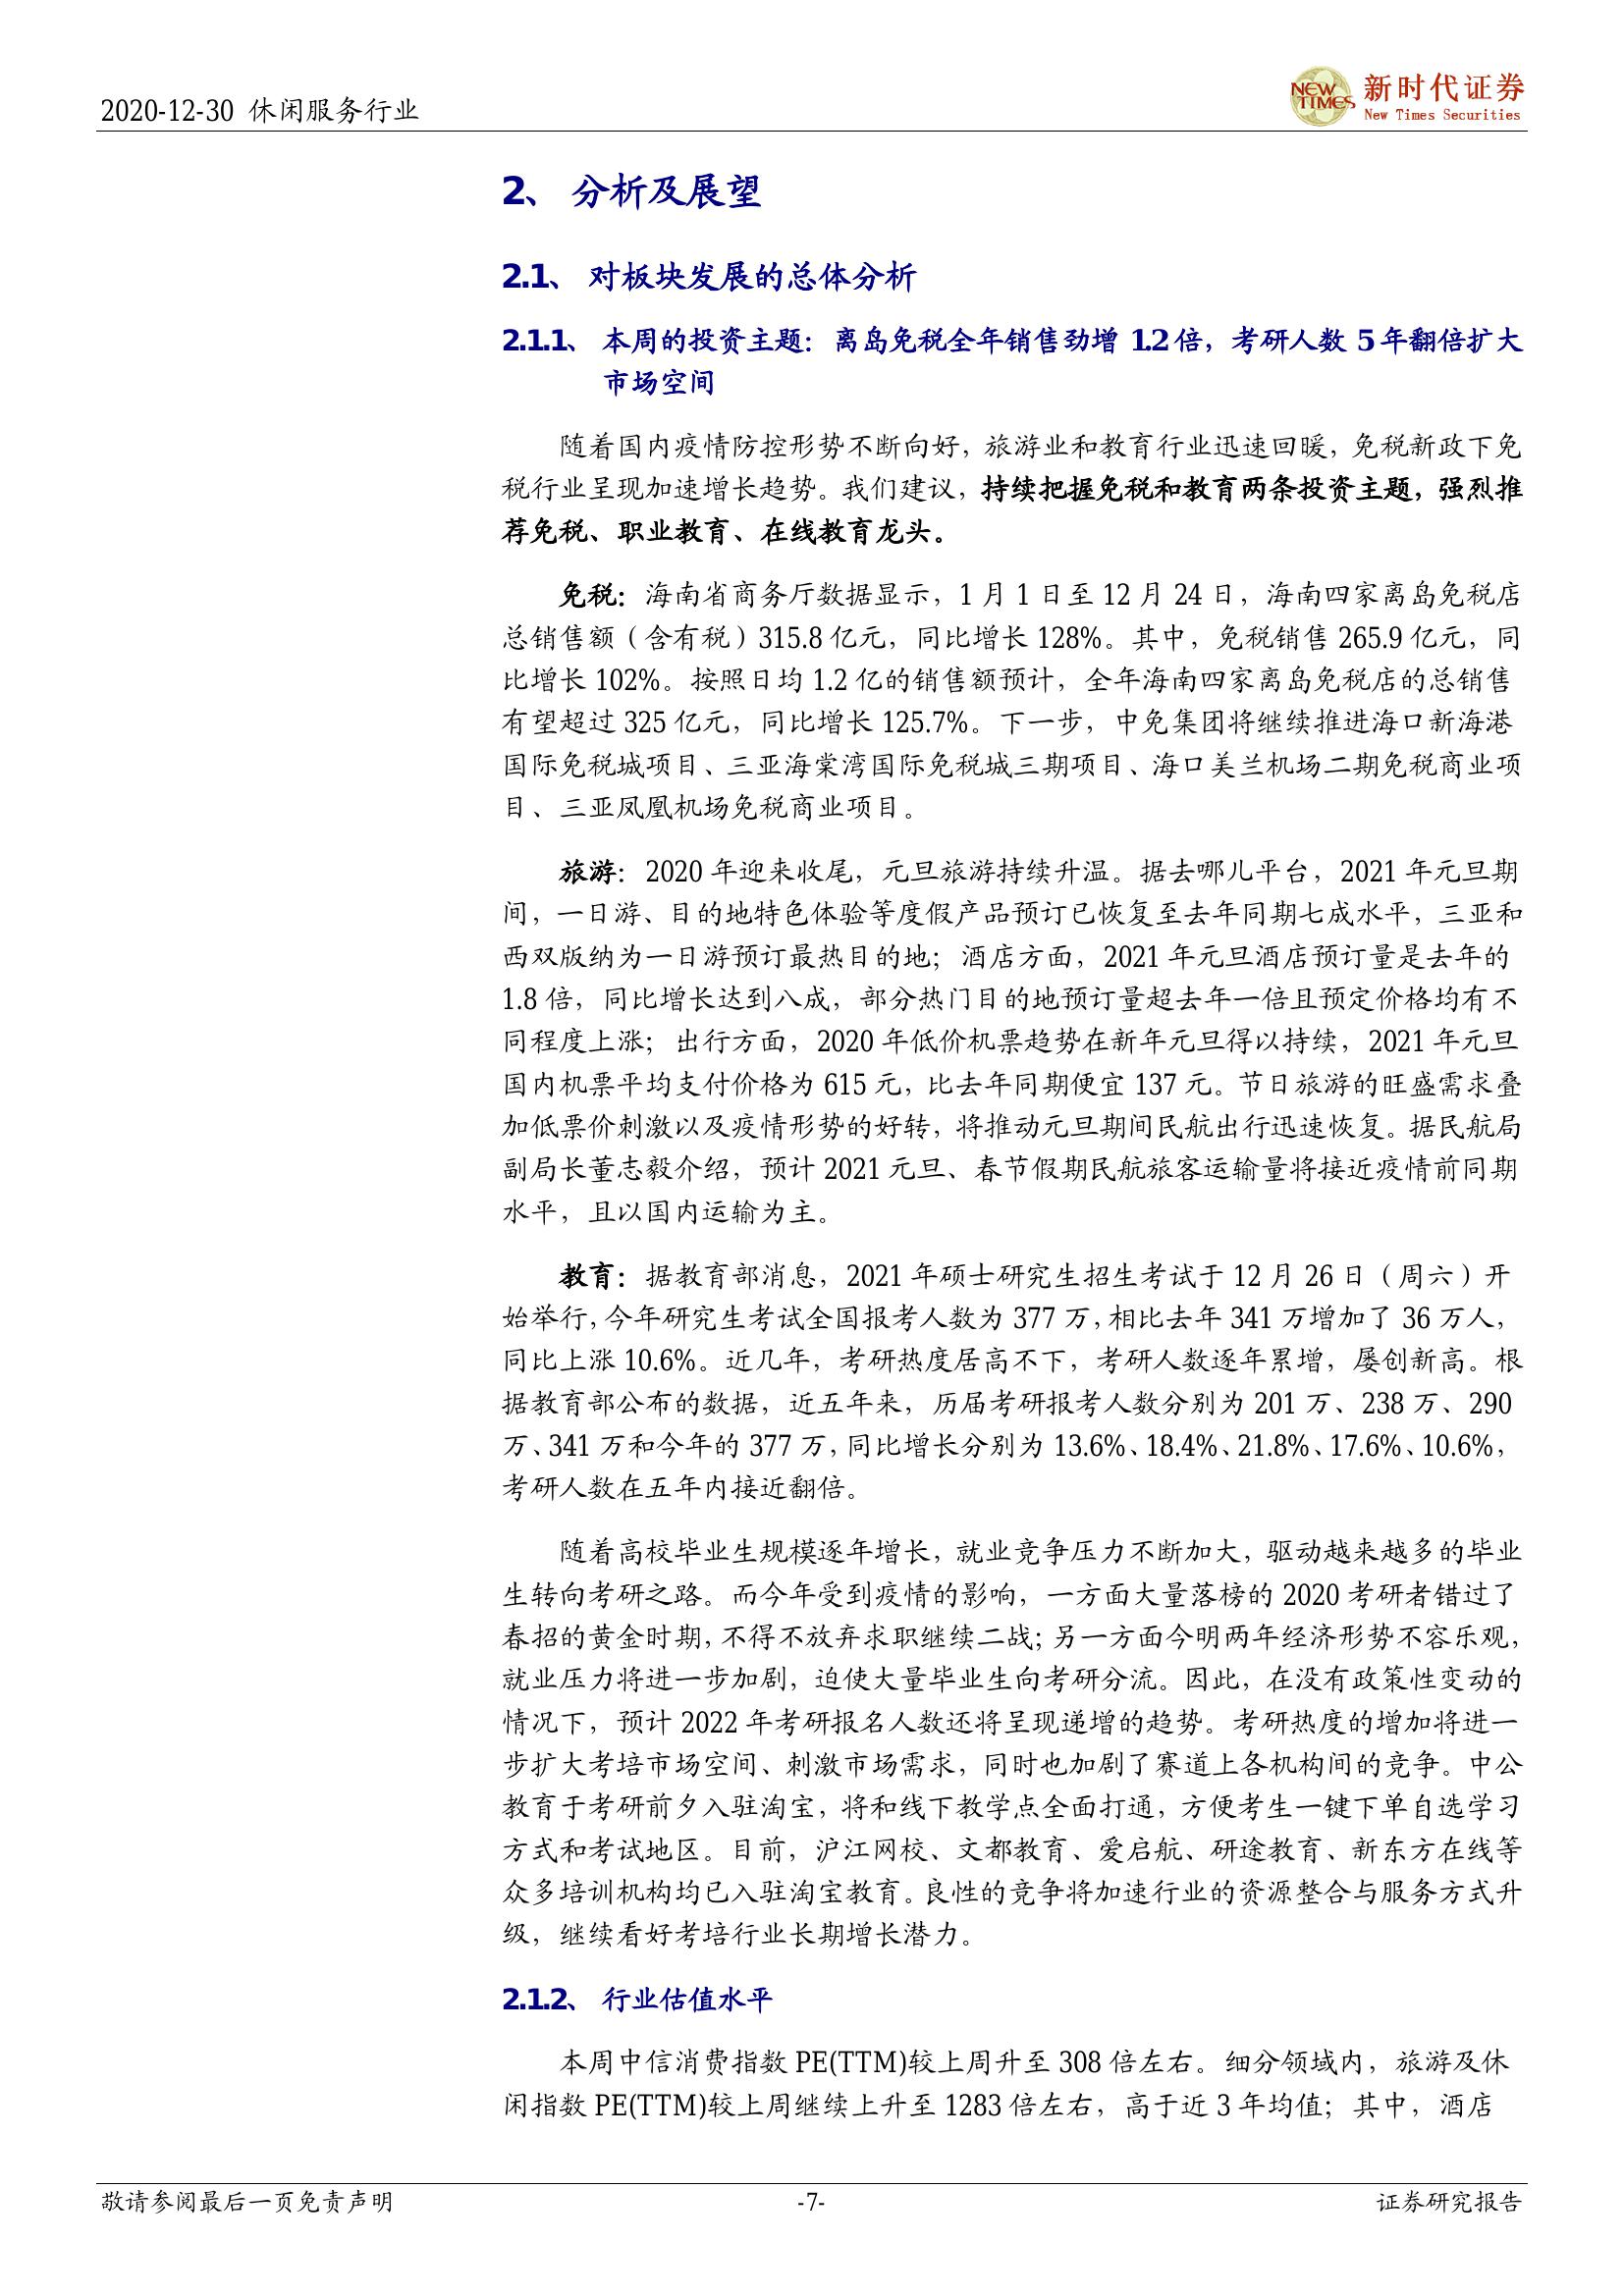 2020-12-30 休闲服务行业
NEW TIMES 新时代证券
New Times Securities
2、 分析及展望
2.1、 对板块发展的总体分析
2.1.1、 本周的投资主题：离岛免税全年销售劲增 1.2 倍，考研人数 5 年翻倍扩大
市场空间
随着国内疫情防控形势不断向好，旅游业和教育行业迅速回暖，免税新政下免
税行业呈现加速增长趋势。我们建议，持续把握免税和教育两条投资主题，强烈推
荐免税、职业教育、在线教育龙头。
免税：海南省商务厅数据显示，1 月 1 日至 12 月 24 日，海南四家离岛免税店
总销售额（含有税）315.8 亿元，同比增长 128%。其中，免税销售 265.9 亿元，同
比增长 102%。按照日均 1.2 亿的销售额预计，全年海南四家离岛免税店的总销售
有望超过 325 亿元，同比增长 125.7%。下一步，中免集团将继续推进海口新海港
国际免税城项目、三亚海棠湾国际免税城三期项目、海口美兰机场二期免税商业项
目、三亚凤凰机场免税商业项目。
旅游：2020 年迎来收尾，元旦旅游持续升温。据去哪儿平台，2021 年元旦期
间，一日游、目的地特色体验等度假产品预订已恢复至去年同期七成水平，三亚和
西双版纳为一日游预订最热目的地；酒店方面，2021 年元旦酒店预订量是去年的
1.8 倍，同比增长达到八成，部分热门目的地预订量超去年一倍且预定价格均有不
同程度上涨；出行方面，2020 年低价机票趋势在新年元旦得以持续，2021 年元旦
国内机票平均支付价格为 615 元，比去年同期便宜 137 元。节日旅游的旺盛需求叠
加低票价刺激以及疫情形势的好转，将推动元旦期间民航出行迅速恢复。据民航局
副局长董志毅介绍，预计 2021 元旦、春节假期民航旅客运输量将接近疫情前同期
水平，且以国内运输为主。
教育：据教育部消息，2021 年硕士研究生招生考试于 12 月 26 日（周六）开
始举行，今年研究生考试全国报考人数为 377 万，相比去年 341 万增加了 36 万人，
同比上涨 10.6%。近几年，考研热度居高不下，考研人数逐年累增，屡创新高。根
据教育部公布的数据，近五年来，历届考研报考人数分别为 201 万、238 万、290
万、341 万和今年的 377 万，同比增长分别为 13.6%、18.4%、21.8%、17.6%、10.6%，
考研人数在五年内接近翻倍。
随着高校毕业生规模逐年增长，就业竞争压力不断加大，驱动越来越多的毕业
生转向考研之路。而今年受到疫情的影响，一方面大量落榜的 2020 考研者错过了
春招的黄金时期，不得不放弃求职继续二战；另一方面今明两年经济形势不容乐观，
就业压力将进一步加剧，迫使大量毕业生向考研分流。因此，在没有政策性变动的
情况下，预计 2022 年考研报名人数还将呈现递增的趋势。考研热度的增加将进一
步扩大考培市场空间、刺激市场需求，同时也加剧了赛道上各机构间的竞争。中公
教育于考研前夕入驻淘宝，将和线下教学点全面打通，方便考生一键下单自选学习
方式和考试地区。目前，沪江网校、文都教育、爱启航、研途教育、新东方在线等
众多培训机构均已入驻淘宝教育。良性的竞争将加速行业的资源整合与服务方式升
级，继续看好考培行业长期增长潜力。
2.1.2、 行业估值水平
本周中信消费指数 PE(TTM)较上周升至 308 倍左右。细分领域内，旅游及休
闲指数 PE(TTM)较上周继续上升至 1283 倍左右，高于近 3 年均值；其中，酒店
敬请参阅最后一页免责声明 -7- 证券研究报告